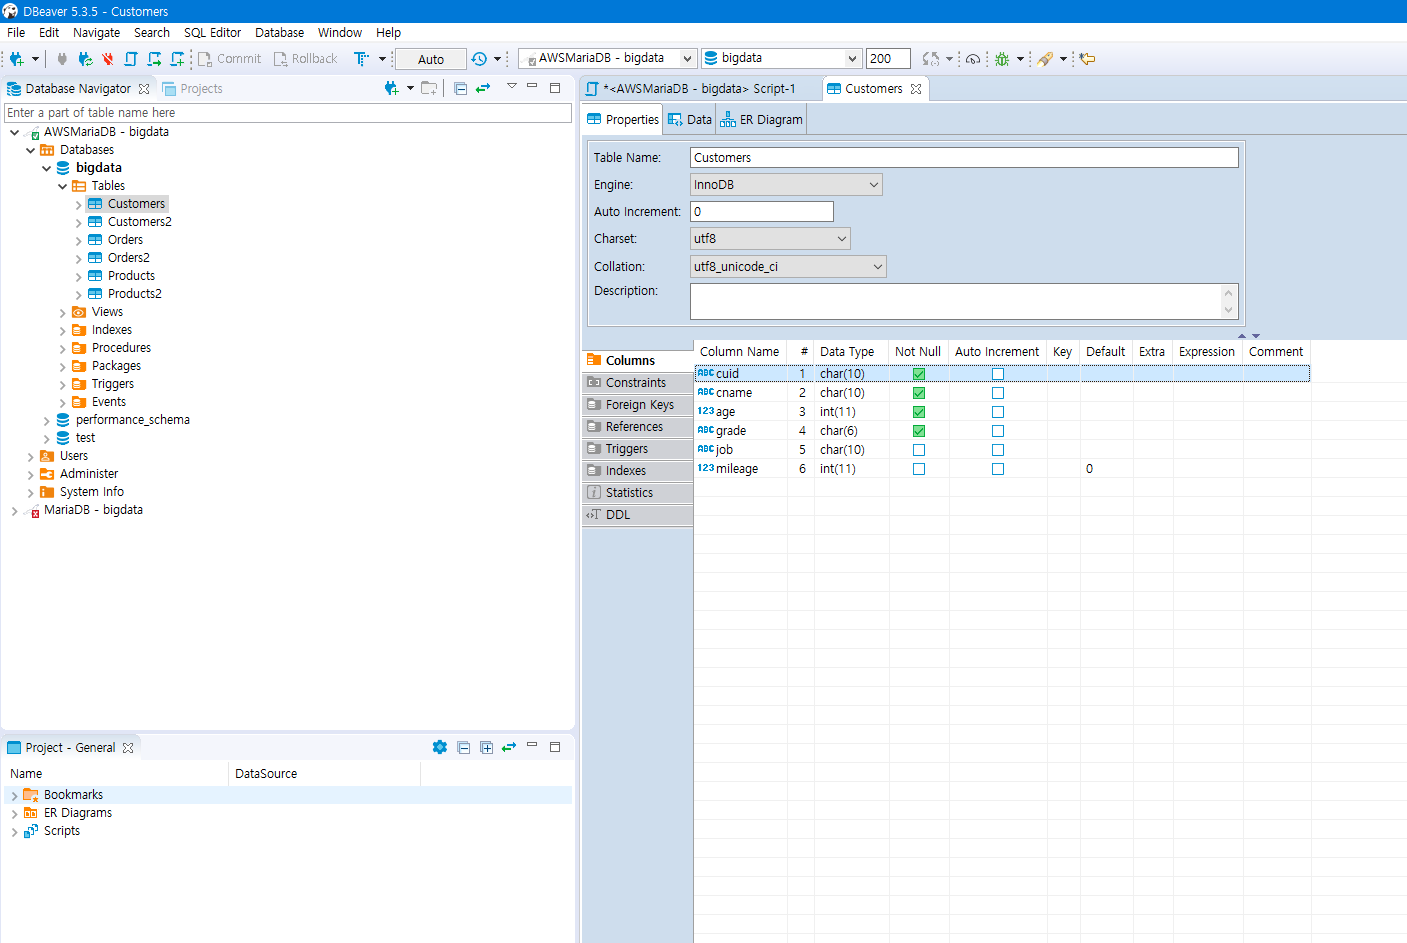 DBeaver 5.3.5 - Customers
File Edit Navigate Search SQL Editor Database Window Help
Commit Rollback Auto AWSMariaDB - bigdata bigdata 200
Database Navigator Projects
Enter a part of table name here
AWSMariaDB - bigdata
Databases
bigdata
Tables
Customers
Customers2
Orders
Orders2
Products
Products2
Views
Indexes
Procedures
Packages
Triggers
Events
performance_schema
test
Users
Administer
System Info
MariaDB - bigdata
Project - General
Name DataSource
Bookmarks
ER Diagrams
Scripts
*<AWSMariaDB - bigdata> Script-1 Customers
Properties Data ER Diagram
Table Name: Customers
Engine: InnoDB
Auto Increment: 0
Charset: utf8
Collation: utf8_unicode_ci
Description:
Columns
Constraints
Foreign Keys
References
Triggers
Indexes
Statistics
DDL
Column Name # Data Type Not Null Auto Increment Key Default Extra Expression Comment
ABC cuid 1 char(10)
ABC cname 2 char(10)
123 age 3 int(11)
ABC grade 4 char(6)
ABC job 5 char(10)
123 mileage 6 int(11) 0